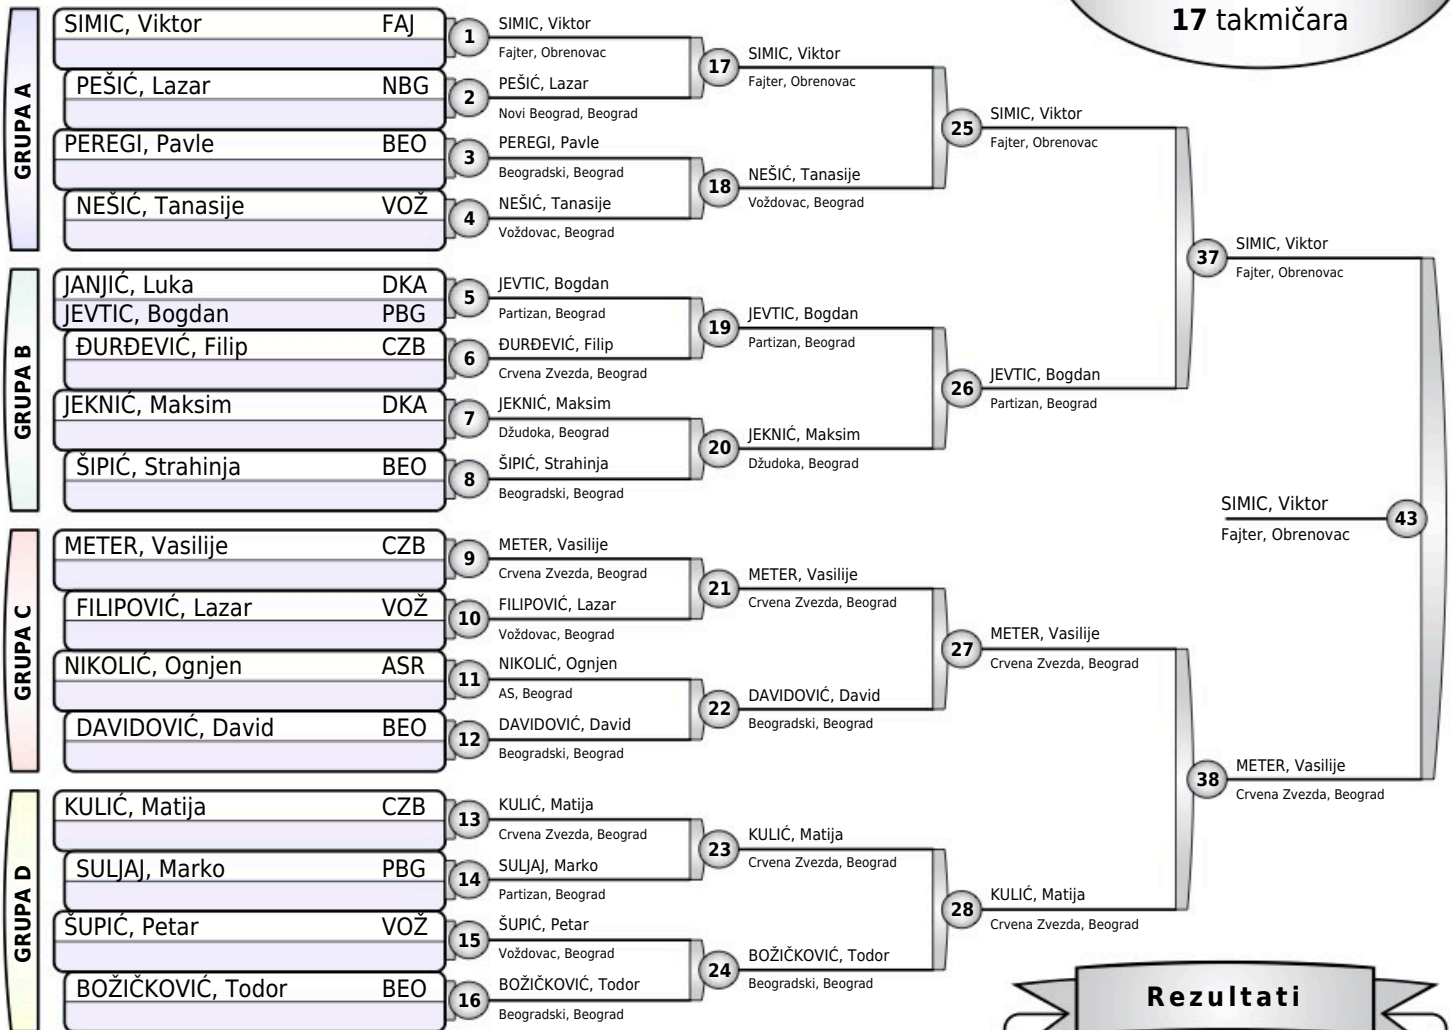 17 takmičara
GRUPA A
SIMIC, Viktor FAJ
PEŠIĆ, Lazar NBG
PEREGI, Pavle BEO
NEŠIĆ, Tanasije VOŽ
GRUPA B
JANJIĆ, Luka DKA
JEVTIC, Bogdan PBG
ĐURĐEVIĆ, Filip CZB
JEKNIĆ, Maksim DKA
ŠIPIĆ, Strahinja BEO
GRUPA C
METER, Vasilije CZB
FILIPOVIĆ, Lazar VOŽ
NIKOLIĆ, Ognjen ASR
DAVIDOVIĆ, David BEO
GRUPA D
KULIĆ, Matija CZB
SULJAJ, Marko PBG
ŠUPIĆ, Petar VOŽ
BOŽIČKOVIĆ, Todor BEO
1 SIMIC, Viktor
Fajter, Obrenovac
2 PEŠIĆ, Lazar
Novi Beograd, Beograd
3 PEREGI, Pavle
Beogradski, Beograd
4 NEŠIĆ, Tanasije
Voždovac, Beograd
5 JEVTIC, Bogdan
Partizan, Beograd
6 ĐURĐEVIĆ, Filip
Crvena Zvezda, Beograd
7 JEKNIĆ, Maksim
Džudoka, Beograd
8 ŠIPIĆ, Strahinja
Beogradski, Beograd
9 METER, Vasilije
Crvena Zvezda, Beograd
10 FILIPOVIĆ, Lazar
Voždovac, Beograd
11 NIKOLIĆ, Ognjen
AS, Beograd
12 DAVIDOVIĆ, David
Beogradski, Beograd
13 KULIĆ, Matija
Crvena Zvezda, Beograd
14 SULJAJ, Marko
Partizan, Beograd
15 ŠUPIĆ, Petar
Voždovac, Beograd
16 BOŽIČKOVIĆ, Todor
Beogradski, Beograd
17 SIMIC, Viktor
Fajter, Obrenovac
18 NEŠIĆ, Tanasije
Voždovac, Beograd
19 JEVTIC, Bogdan
Partizan, Beograd
20 JEKNIĆ, Maksim
Džudoka, Beograd
21 METER, Vasilije
Crvena Zvezda, Beograd
22 DAVIDOVIĆ, David
Beogradski, Beograd
23 KULIĆ, Matija
Crvena Zvezda, Beograd
24 BOŽIČKOVIĆ, Todor
Beogradski, Beograd
25 SIMIC, Viktor
Fajter, Obrenovac
26 JEVTIC, Bogdan
Partizan, Beograd
27 METER, Vasilije
Crvena Zvezda, Beograd
28 KULIĆ, Matija
Crvena Zvezda, Beograd
37 SIMIC, Viktor
Fajter, Obrenovac
38 METER, Vasilije
Crvena Zvezda, Beograd
SIMIC, Viktor 43
Fajter, Obrenovac
Rezultati